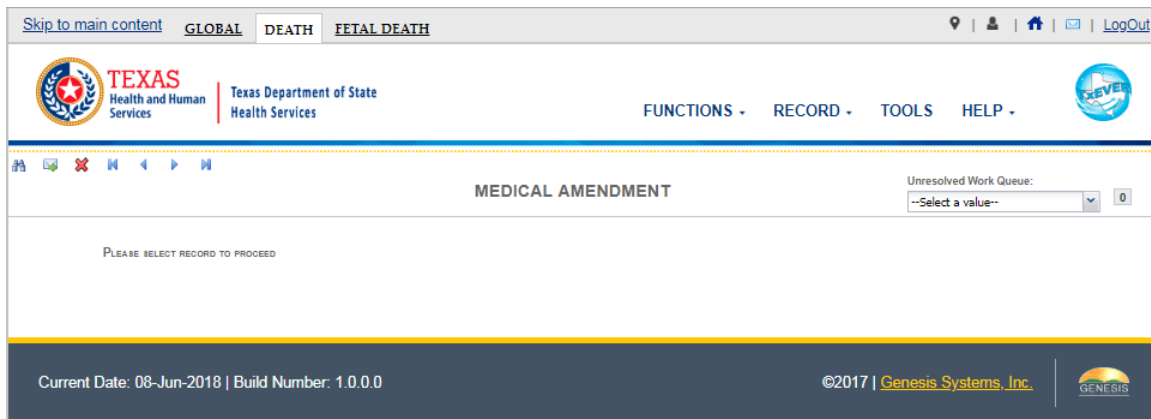 Skip to main content GLOBAL DEATH FETAL DEATH | | | | LogOut
TEXAS
Health and Human
Services
Texas Department of State
Health Services
TxEVER
FUNCTIONS RECORD TOOLS HELP
MEDICAL AMENDMENT
Unresolved Work Queue:
--Select a value-- 0
PLEASE SELECT RECORD TO PROCEED
Current Date: 08-Jun-2018 | Build Number: 1.0.0.0 ©2017 | Genesis Systems, Inc.
GENESIS